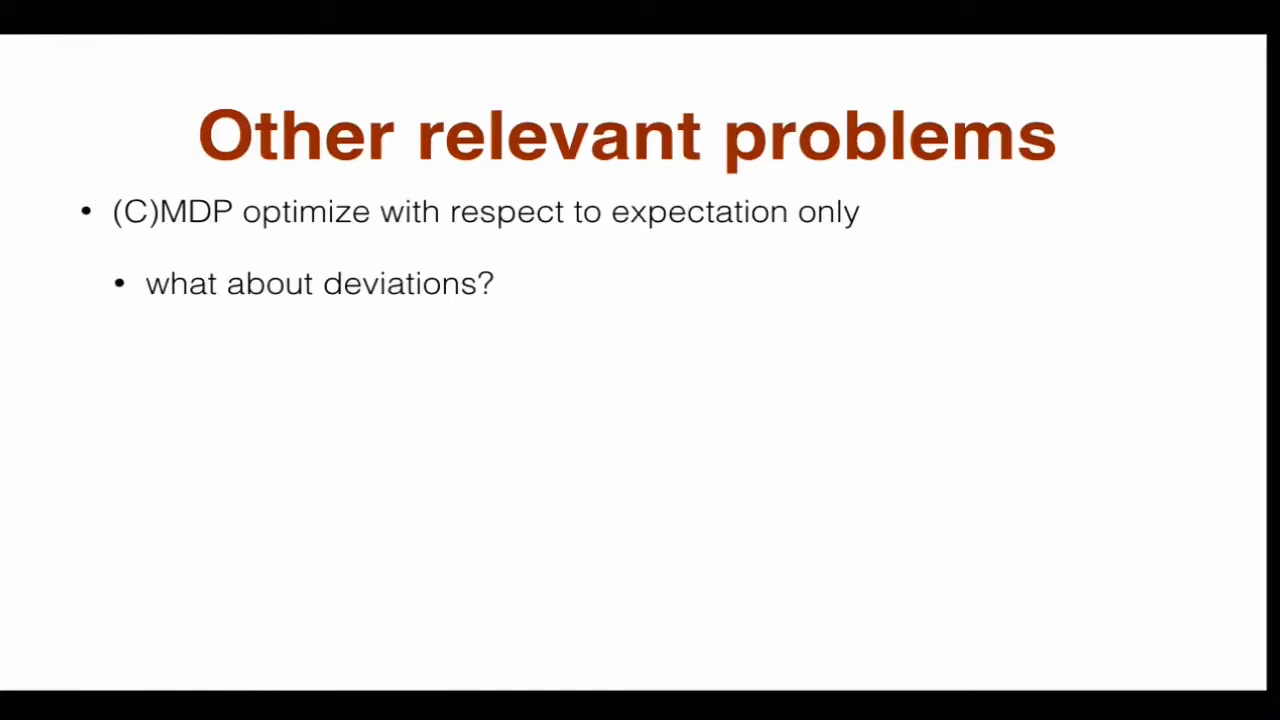 Other relevant problems
• (C)MDP optimize with respect to expectation only
• what about deviations?